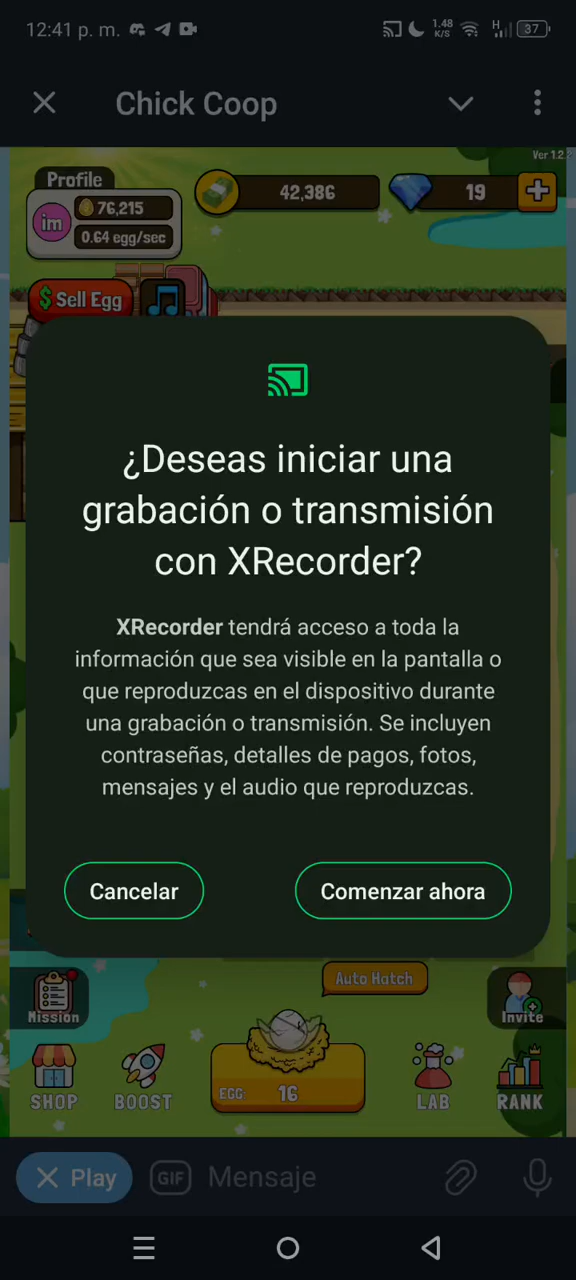 12:41 p. m.
1.48 K/S
H
37
Chick Coop
Ver 1.2.2
Profile
im
76,215
0.64 egg/sec
42,386
19
$ Sell Egg
¿Deseas iniciar una
grabación o transmisión
con XRecorder?
XRecorder tendrá acceso a toda la
información que sea visible en la pantalla o
que reproduzcas en el dispositivo durante
una grabación o transmisión. Se incluyen
contraseñas, detalles de pagos, fotos,
mensajes y el audio que reproduzcas.
Cancelar
Comenzar ahora
Auto Hatch
Mission
Invite
SHOP
BOOST
EGG: 16
LAB
RANK
Play
GIF
Mensaje